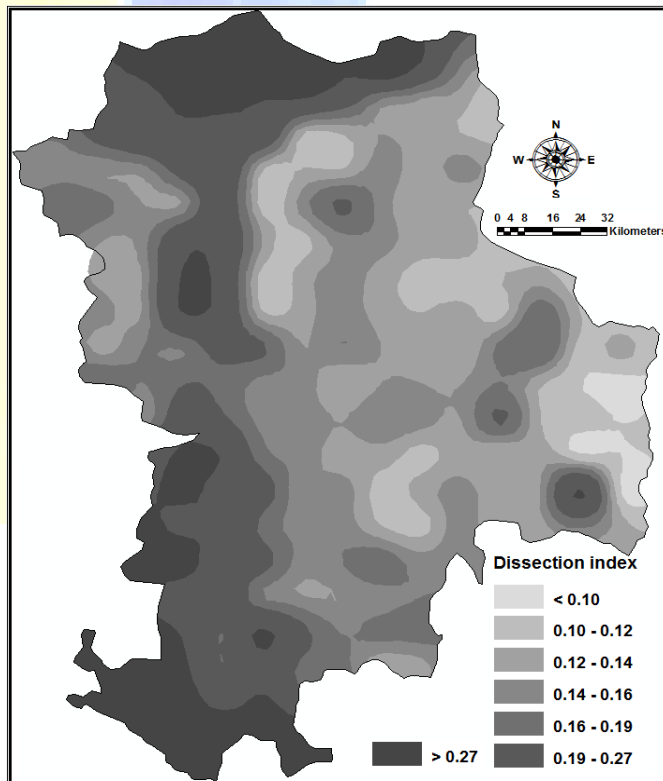 N
W E
S
0 4 8 16 24 32
Kilometers
Dissection index
< 0.10
0.10 - 0.12
0.12 - 0.14
0.14 - 0.16
0.16 - 0.19
> 0.27 0.19 - 0.27